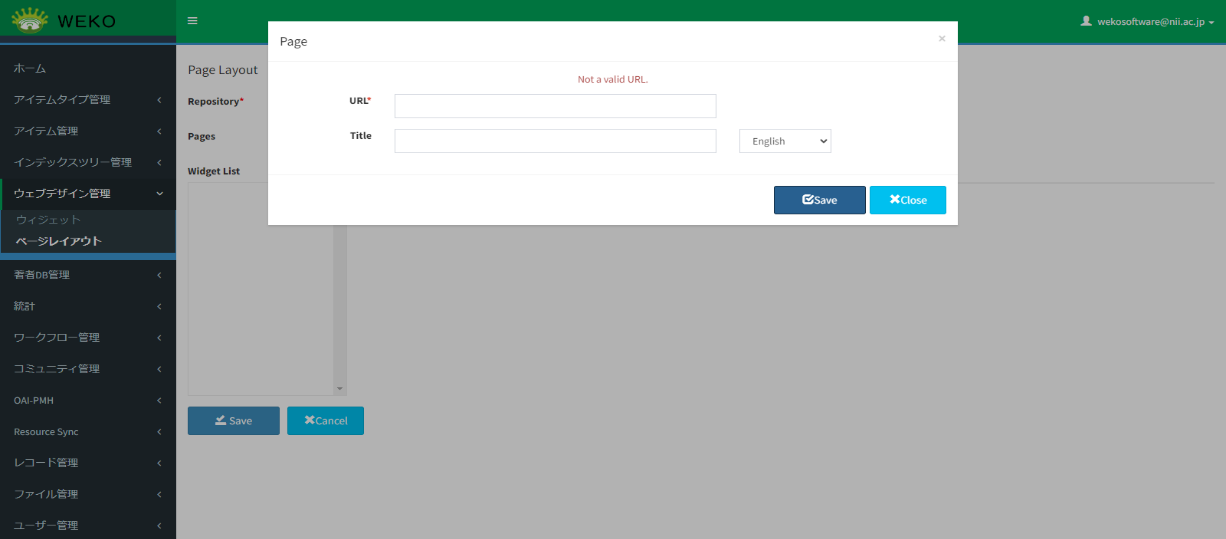 WEKO
wekosoftware@nii.ac.jp
ホーム
アイテムタイプ管理
アイテム管理
インデックスツリー管理
ウェブデザイン管理
ウィジェット
ページレイアウト
著者DB管理
統計
ワークフロー管理
コミュニティ管理
OAI-PMH
Resource Sync
レコード管理
ファイル管理
ユーザー管理
Page Layout
Repository*
Pages
Widget List
Save
Cancel
Page
×
Not a valid URL.
URL*
Title
English
Save
Close